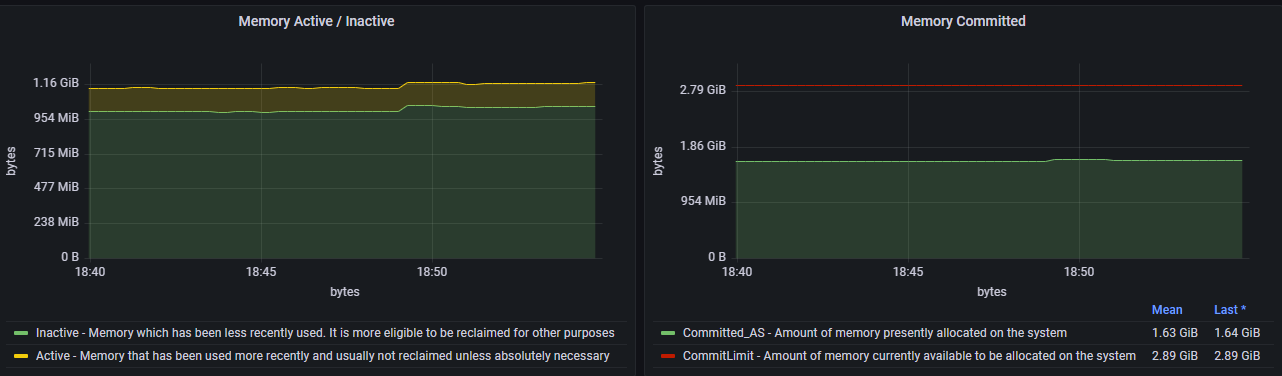 Memory Active / Inactive
1.16 GiB
954 MiB
715 MiB
477 MiB
238 MiB
0 B
bytes
18:40 18:45 18:50
bytes
Inactive - Memory which has been less recently used. It is more eligible to be reclaimed for other purposes
Active - Memory that has been used more recently and usually not reclaimed unless absolutely necessary
Memory Committed
2.79 GiB
1.86 GiB
954 MiB
0 B
bytes
18:40 18:45 18:50
bytes
Mean Last *
Committed_AS - Amount of memory presently allocated on the system 1.63 GiB 1.64 GiB
CommitLimit - Amount of memory currently available to be allocated on the system 2.89 GiB 2.89 GiB